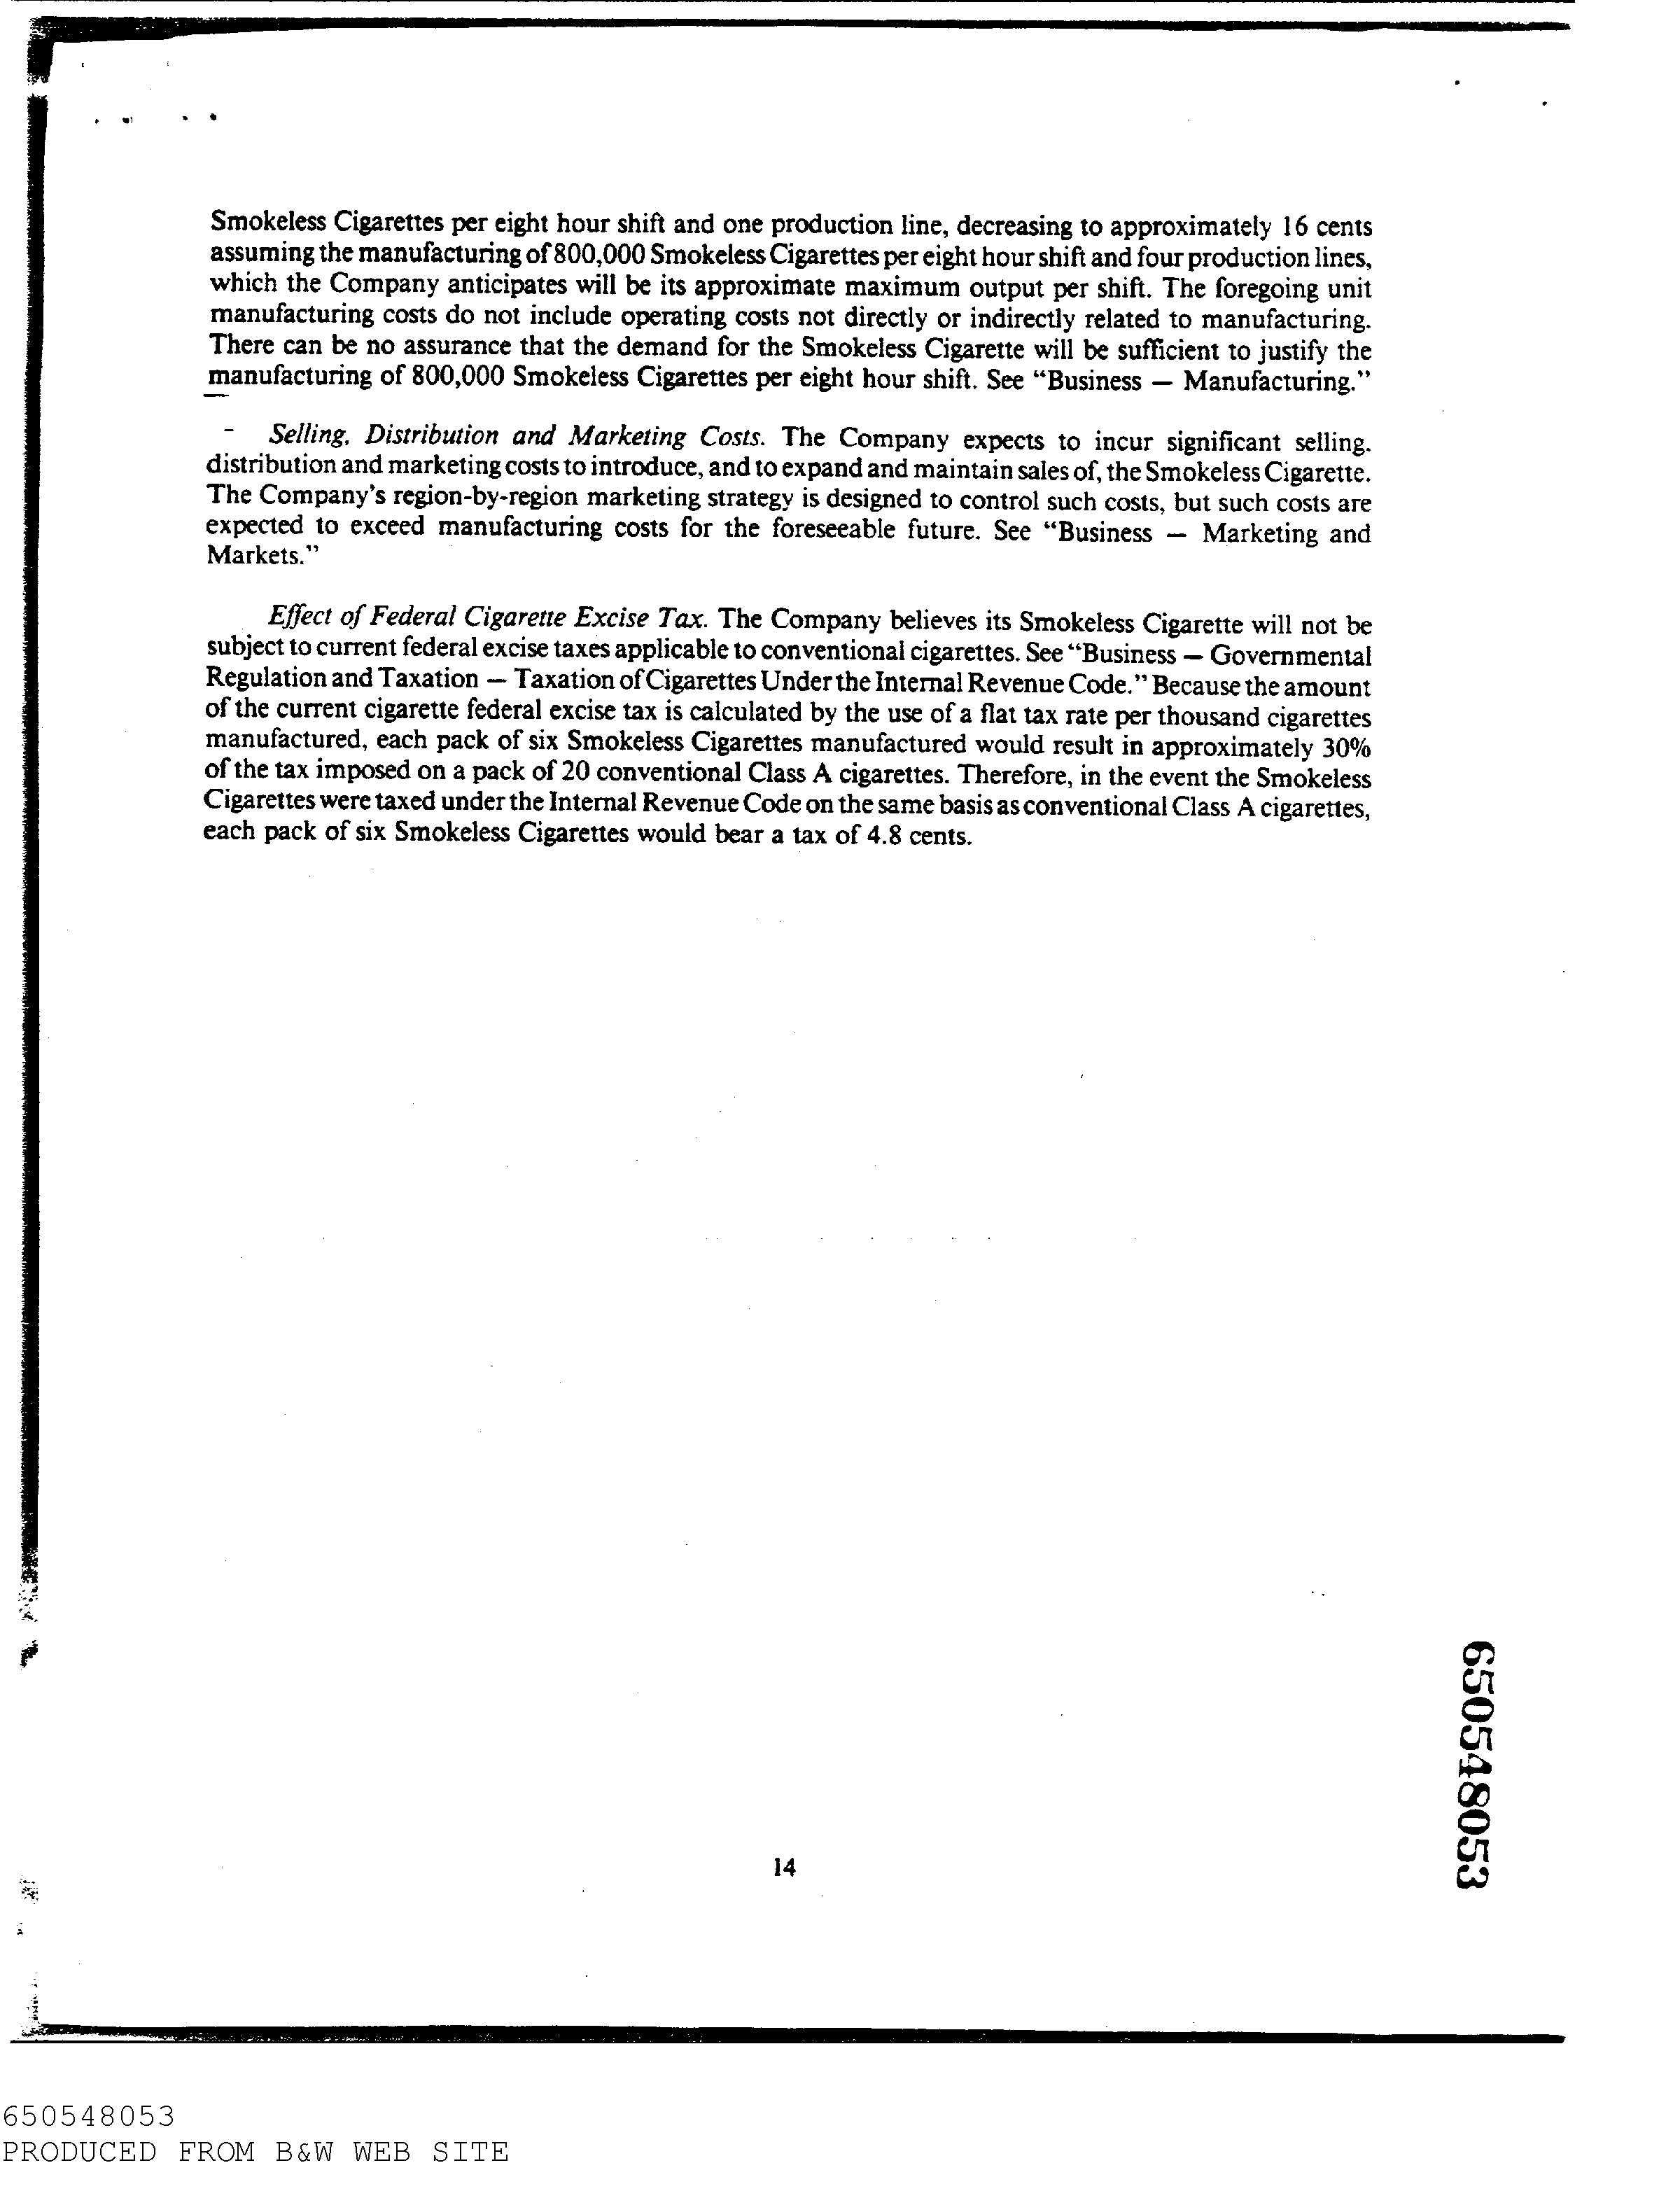 Smokeless Cigarettes per eight hour shift and one production line, decreasing to approximately 16 cents
assuming the manufacturing of 800,000 Smokeless Cigarettes per eight hour shift and four production lines,
which the Company anticipates will be its approximate maximum output per shift. The foregoing unit
manufacturing costs do not include operating costs not directly or indirectly related to manufacturing.
There can be no assurance that the demand for the Smokeless Cigarette will be sufficient to justify the
manufacturing of 800,000 Smokeless Cigarettes per eight hour shift. See “Business — Manufacturing.”
Selling, Distribution and Marketing Costs. The Company expects to incur significant selling,
distribution and marketing costs to introduce, and to expand and maintain sales of, the Smokeless Cigarette.
The Company's region-by-region marketing strategy is designed to control such costs, but such costs are
expected to exceed manufacturing costs for the foreseeable future. See “Business — Marketing and
Markets.”
Effect of Federal Cigarette Excise Tax. The Company believes its Smokeless Cigarette will not be
subject to current federal excise taxes applicable to conventional cigarettes. See “Business — Governmental
Regulation and Taxation — Taxation of Cigarettes Under the Internal Revenue Code.” Because the amount
of the current cigarette federal excise tax is calculated by the use of a flat tax rate per thousand cigarettes
manufactured, each pack of six Smokeless Cigarettes manufactured would result in approximately 30%
of the tax imposed on a pack of 20 conventional Class A cigarettes. Therefore, in the event the Smokeless
Cigarettes were taxed under the Internal Revenue Code on the same basis as conventional Class A cigarettes,
each pack of six Smokeless Cigarettes would bear a tax of 4.8 cents.
650548053
14
650548053
PRODUCED FROM B&W WEB SITE